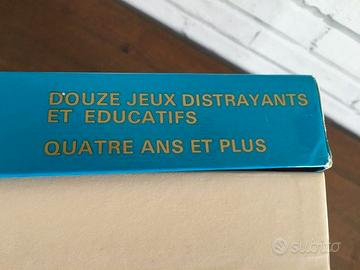 DOUZE JEUX DISTRAYANTS
ET EDUCATIFS
QUATRE ANS ET PLUS
subito